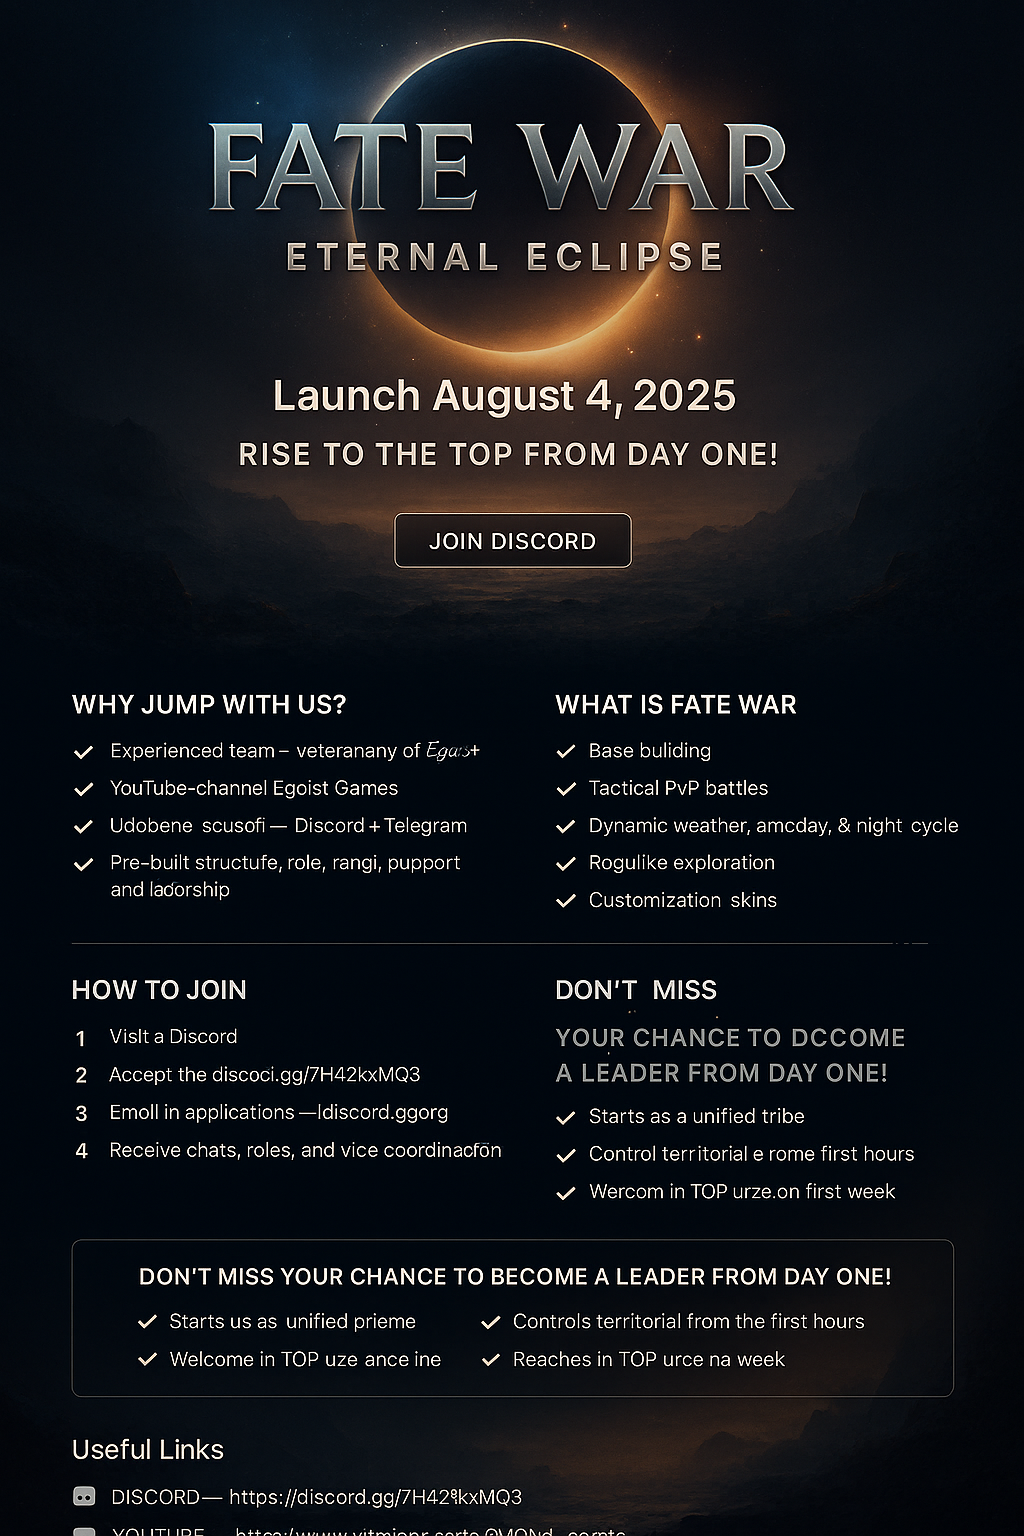 FATE WAR
ETERNAL ECLIPSE
Launch August 4, 2025
RISE TO THE TOP FROM DAY ONE!
JOIN DISCORD
WHY JUMP WITH US?
Experienced team – veteranany of
YouTube-channel Egoist Games
Udobene scusofi — Discord + Telegram
Pre-built structufe, role, rangi, pupport
and ladorship
WHAT IS FATE WAR
Base buliding
Tactical PvP battles
Dynamic weather, amcday, & night cycle
Rogulike exploration
Customization skins
HOW TO JOIN
1 Vislt a Discord
2 Accept the discoci.gg/7H42kxMQ3
3 Emoll in applications —ldiscord.ggorg
4 Receive chats, roles, and vice
DON'T MISS
YOUR CHANCE TO DCCOME
A LEADER FROM DAY ONE!
Starts as a unified tribe
Control territorial e rome first hours
Wercom in TOP urze.on first week
DON'T MISS YOUR CHANCE TO BECOME A LEADER FROM DAY ONE!
Starts us as unified prieme
Controls territorial from the first hours
Welcome in TOP uze ance ine
Reaches in TOP urce na week
Useful Links
DISCORD — 
YOUTUBE —